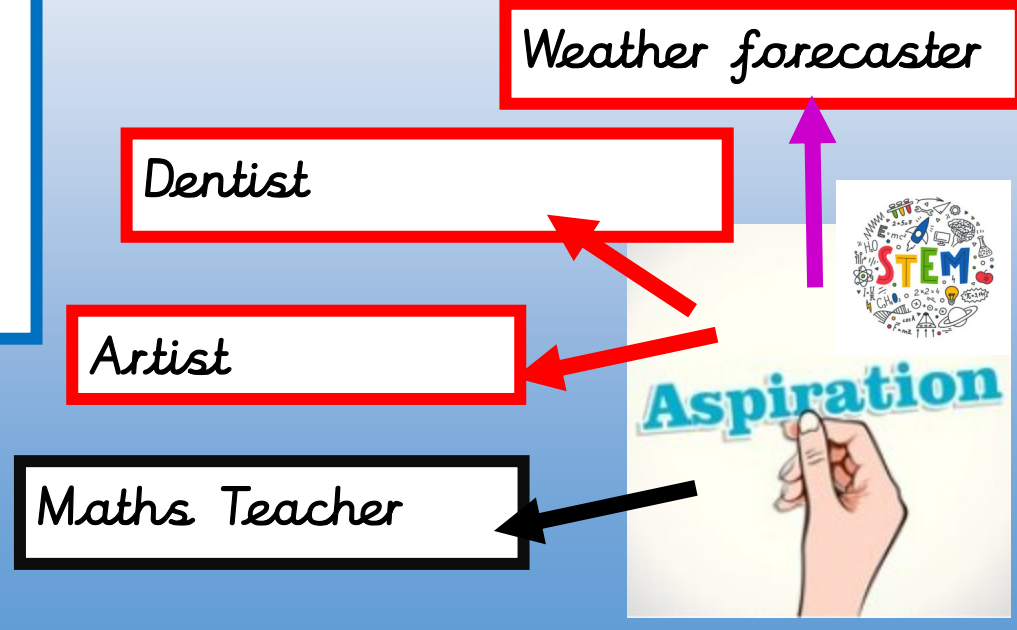 Weather forecaster
Dentist
STEM
Artist
Aspiration
Maths Teacher